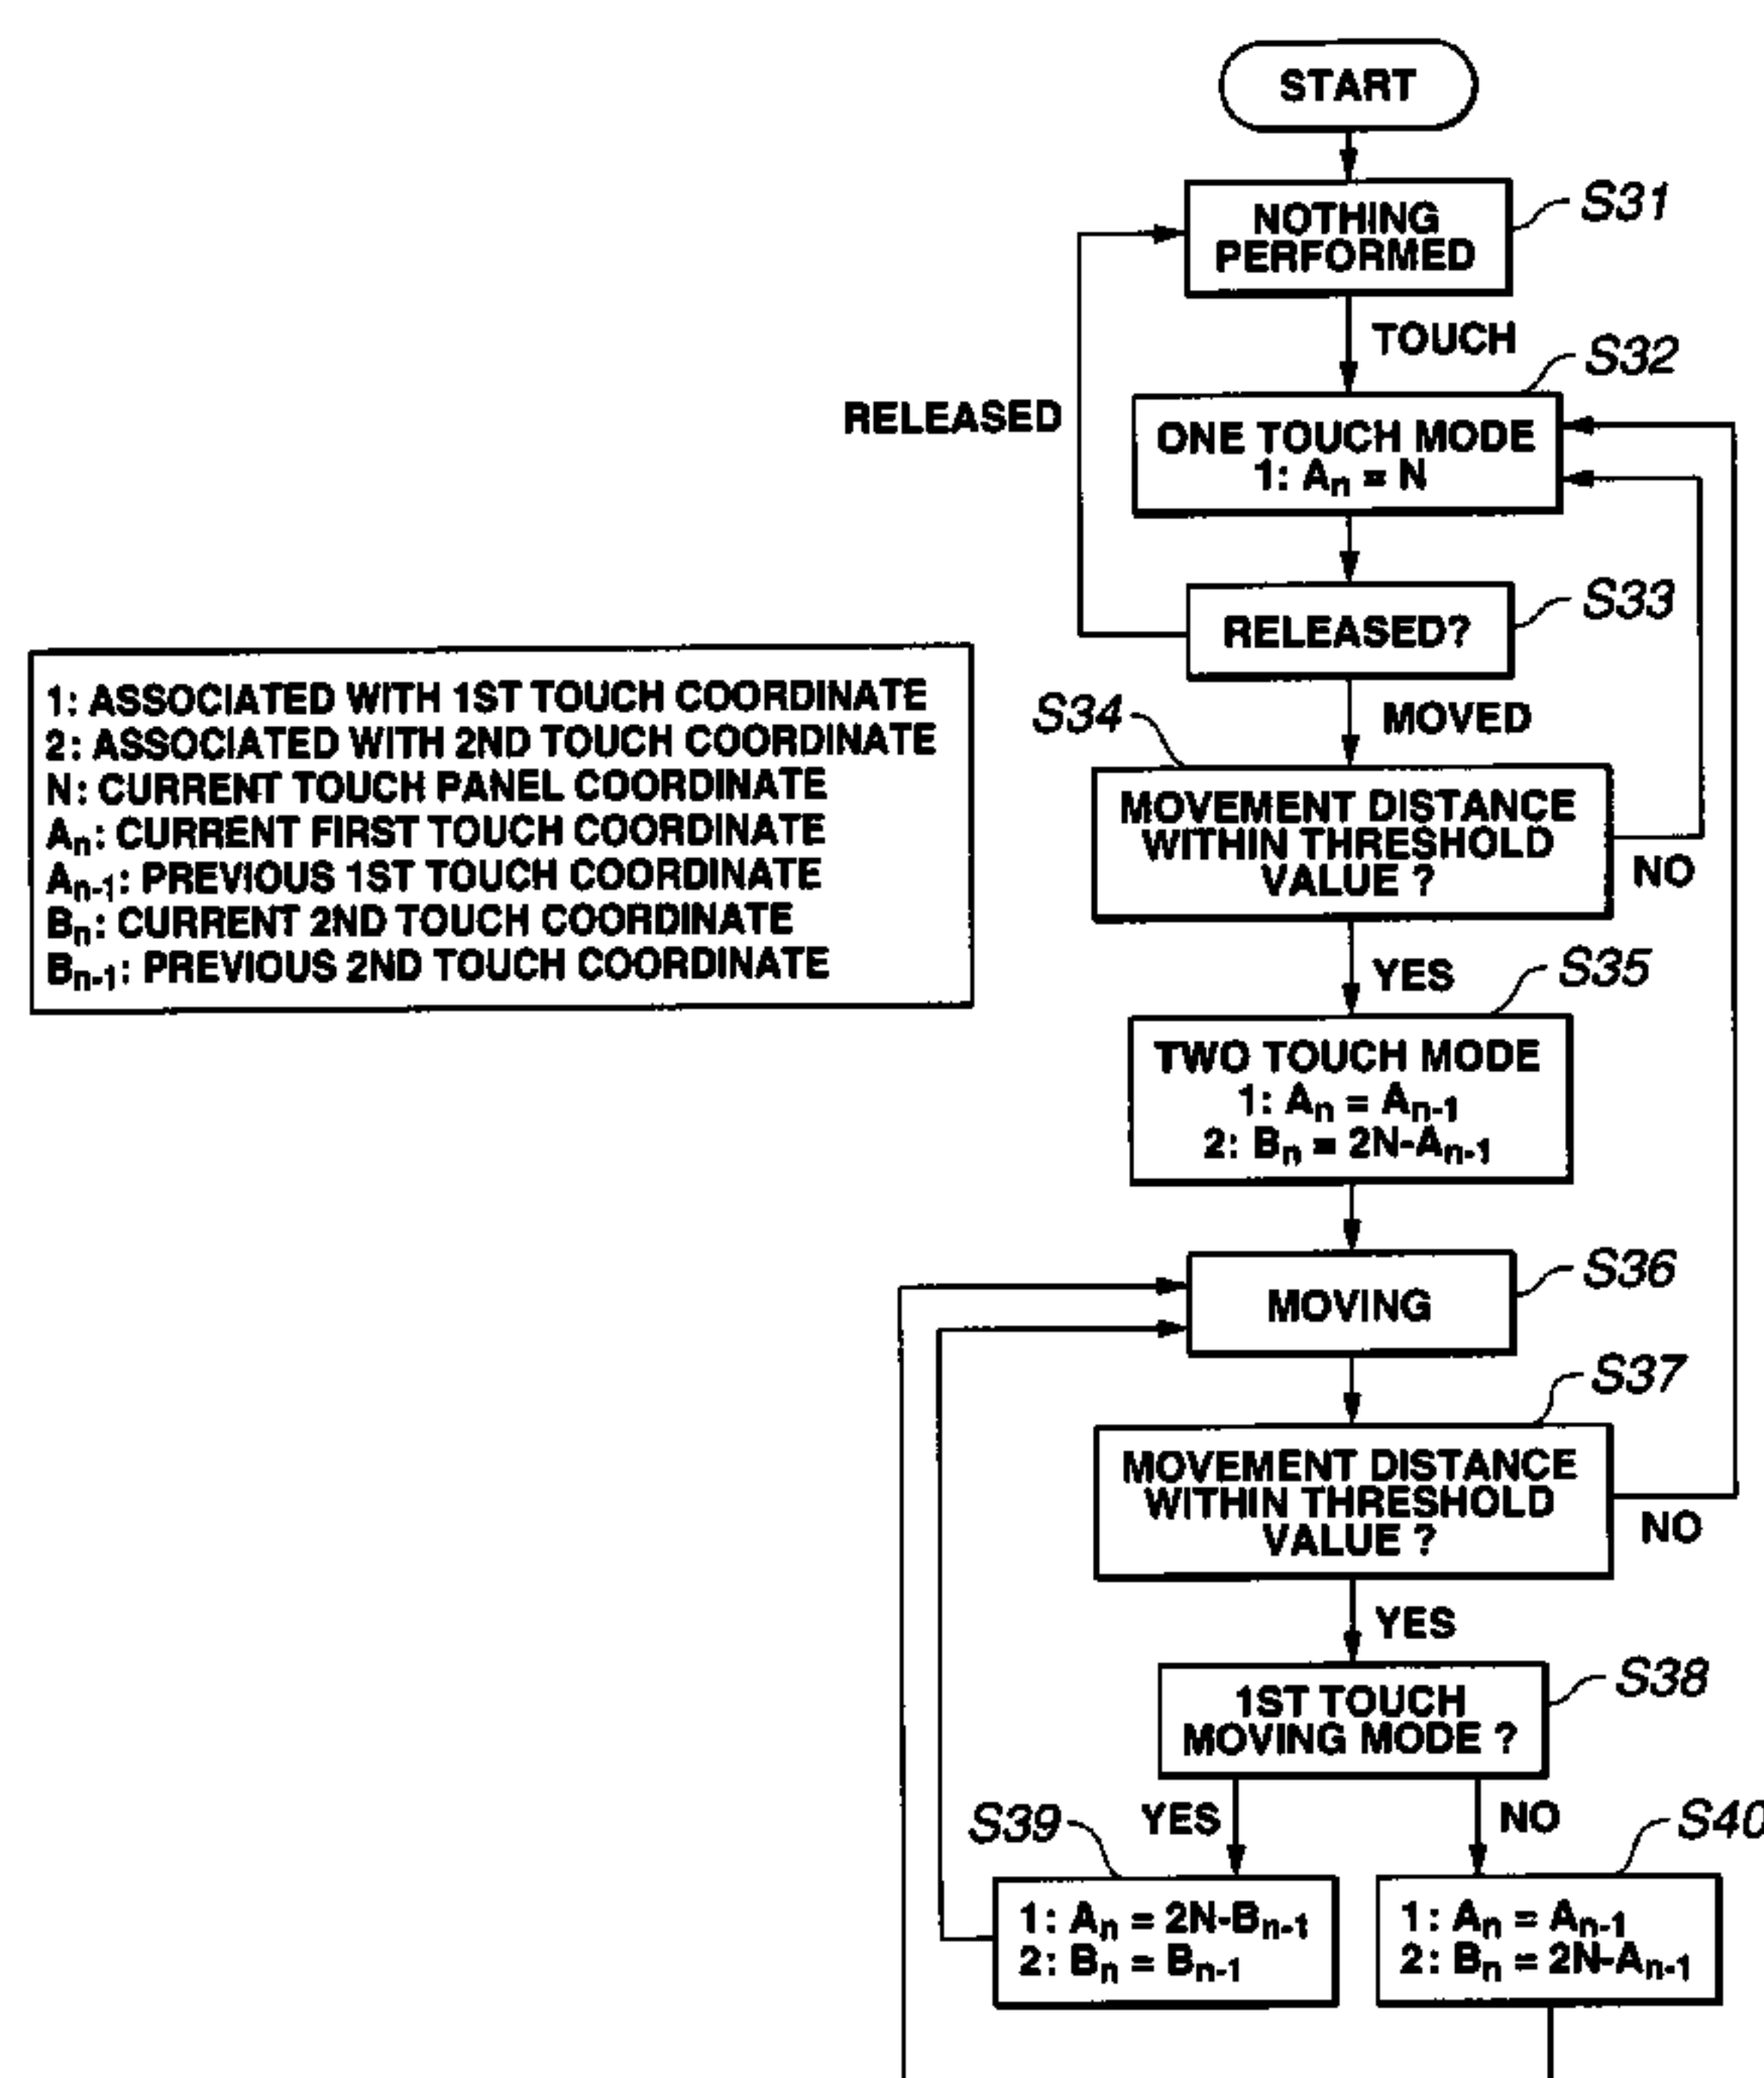 START
NOTHING
PERFORMED
S31
TOUCH
S32
RELEASED
ONE TOUCH MODE
1: Aₙ = N
S33
RELEASED?
1: ASSOCIATED WITH 1ST TOUCH COORDINATE
2: ASSOCIATED WITH 2ND TOUCH COORDINATE
N: CURRENT TOUCH PANEL COORDINATE
Aₙ: CURRENT FIRST TOUCH COORDINATE
Aₙ₋₁: PREVIOUS 1ST TOUCH COORDINATE
Bₙ: CURRENT 2ND TOUCH COORDINATE
Bₙ₋₁: PREVIOUS 2ND TOUCH COORDINATE
S34
MOVED
MOVEMENT DISTANCE
WITHIN THRESHOLD
VALUE ?
NO
YES
S35
TWO TOUCH MODE
1: Aₙ = Aₙ₋₁
2: Bₙ = 2N-Aₙ₋₁
S36
MOVING
S37
MOVEMENT DISTANCE
WITHIN THRESHOLD
VALUE ?
NO
YES
S38
1ST TOUCH
MOVING MODE ?
S39
YES
NO
S40
1: Aₙ = 2N-Bₙ₋₁
2: Bₙ = Bₙ₋₁
1: Aₙ = Aₙ₋₁
2: Bₙ = 2N-Aₙ₋₁